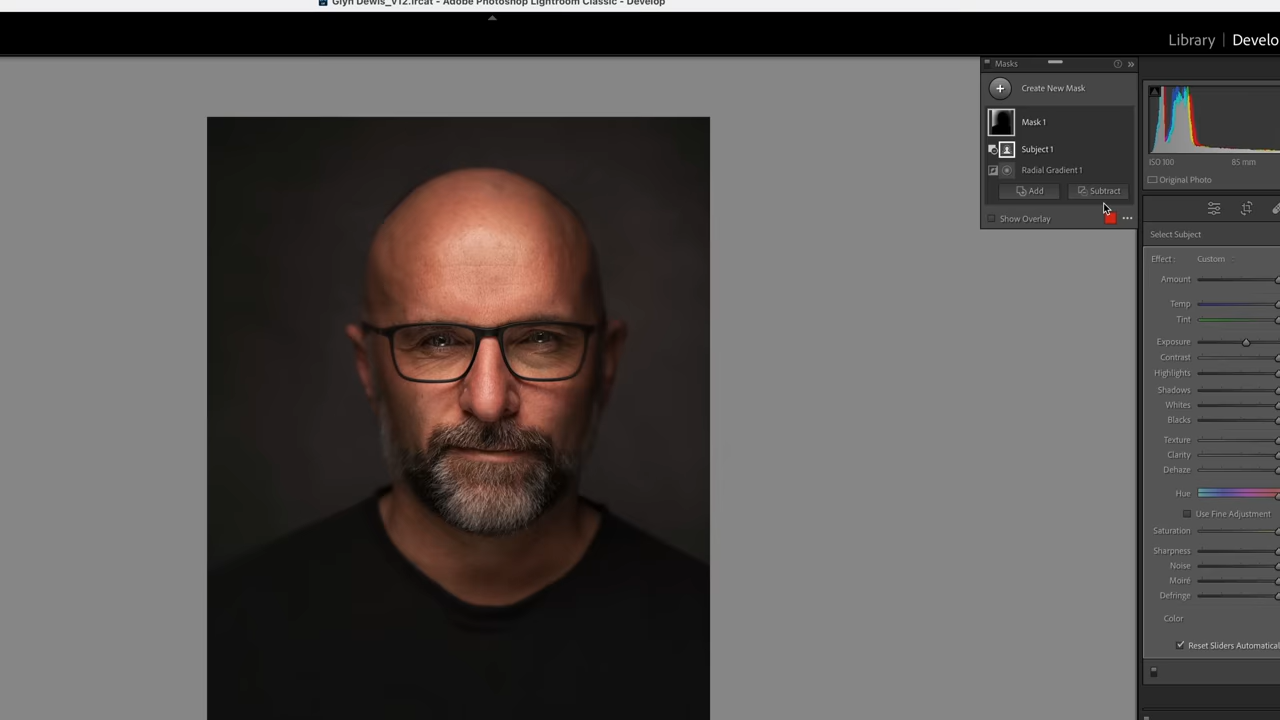 Glyn Dewis_V12.lrcat - Adobe Photoshop Lightroom Classic - Develop
Library | Develo
Masks
Create New Mask
Mask 1
Subject 1
Radial Gradient 1
Add Subtract
Show Overlay
ISO 100 85 mm
Original Photo
Select Subject
Effect: Custom
Amount
Temp
Tint
Exposure
Contrast
Highlights
Shadows
Whites
Blacks
Texture
Clarity
Dehaze
Hue
Use Fine Adjustment
Saturation
Sharpness
Noise
Moiré
Defringe
Color
Reset Sliders Automatical